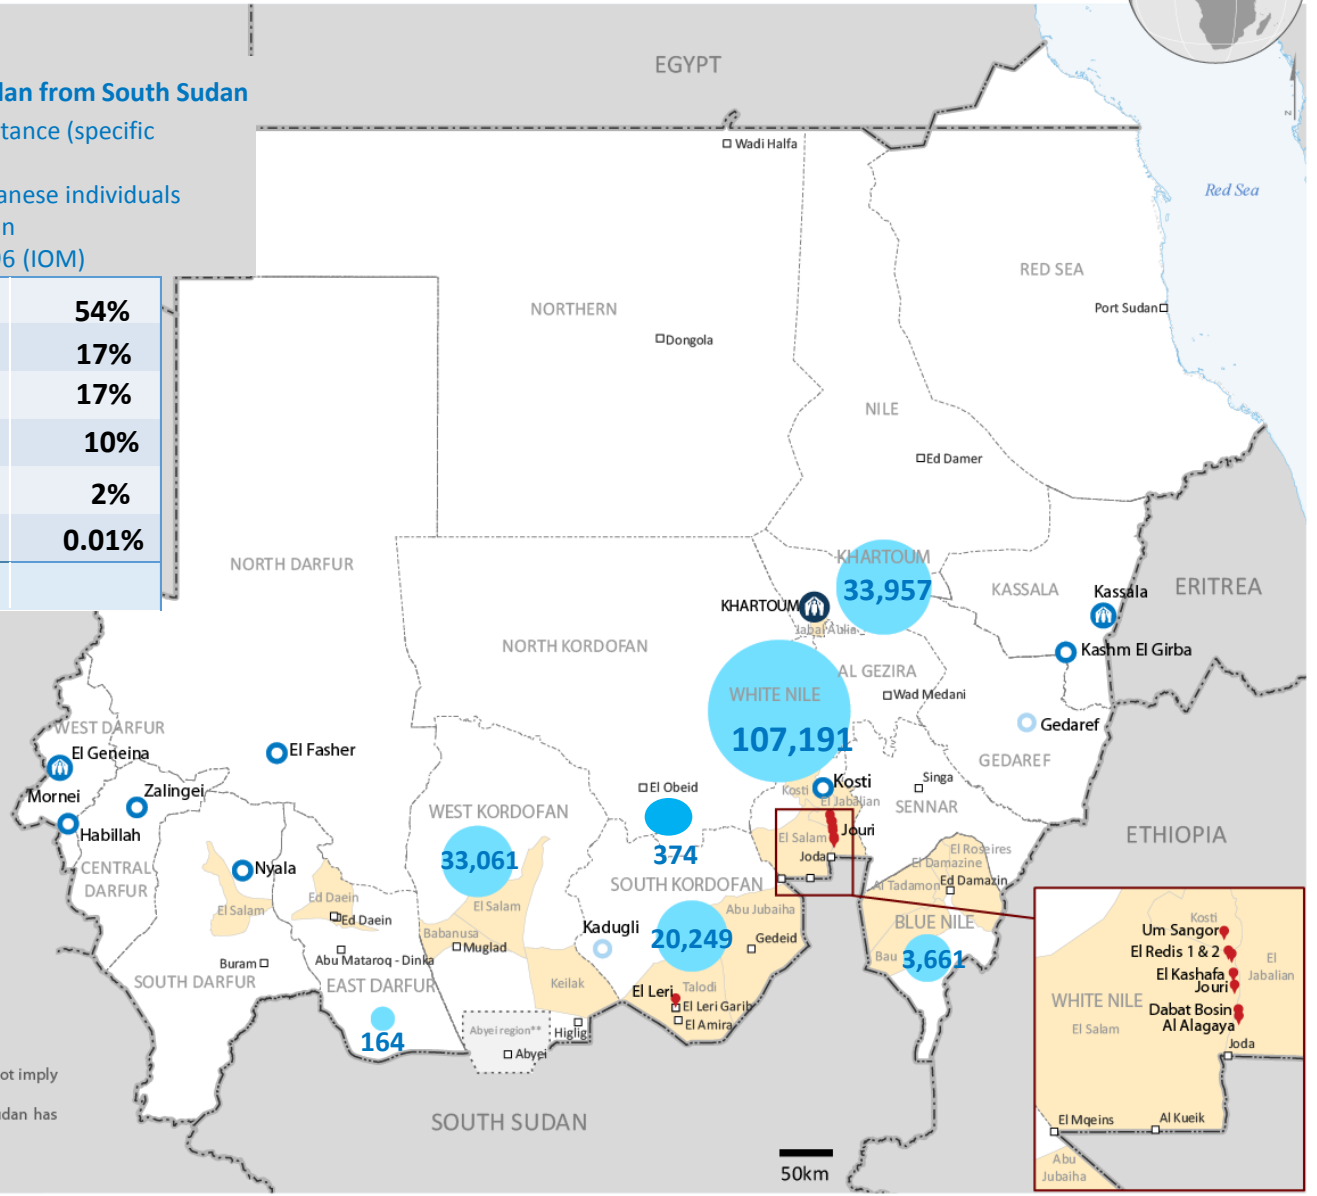 EGYPT
dan from South Sudan
tance (specific
anese individuals
n
06 (IOM)
54%
17%
17%
10%
2%
0.01%
Wadi Halfa
Red Sea
RED SEA
Port Sudan
NORTHERN
Dongola
NILE
Ed Damer
NORTH DARFUR
KHARTOUM
33,957
KHARTOUM
Jabal Aulia
KASSALA
Kassala
ERITREA
Kashm El Girba
NORTH KORDOFAN
AL GEZIRA
WHITE NILE
107,191
Wad Medani
Gedaref
GEDAREF
WEST DARFUR
El Geneina
El Fasher
Mornei
Zalingei
Habillah
CENTRAL
DARFUR
El Obeid
374
Kosti
Kosti
El Jabalian
Singa
SENNAR
ETHIOPIA
WEST KORDOFAN
33,061
El Salam
Jouri
El Salam
Joda
El Roseires
El Damazine
Al Tadamon
Ed Damazin
BLUE NILE
Bau
3,661
Nyala
El Salam
Ed Daein
Ed Daein
Abu Mataroq - Dinka
Buram
SOUTH DARFUR
EAST DARFUR
164
Babanusa
Muglad
Keilak
SOUTH KORDOFAN
Kadugli
20,249
Abu Jubaiha
Gedeid
El Leri
Talodi
El Leri Garib
El Amira
Abyei region**
Higlig
Abyei
SOUTH SUDAN
50km
Kosti
Um Sangor
El Redis 1 & 2
El Kashafa
Jouri
El
Jabalian
WHITE NILE
El Salam
Dabat Bosin
Al Alagaya
Joda
El Mqeins
Al Kueik
Abu
Jubaiha
ot imply
udan has
N